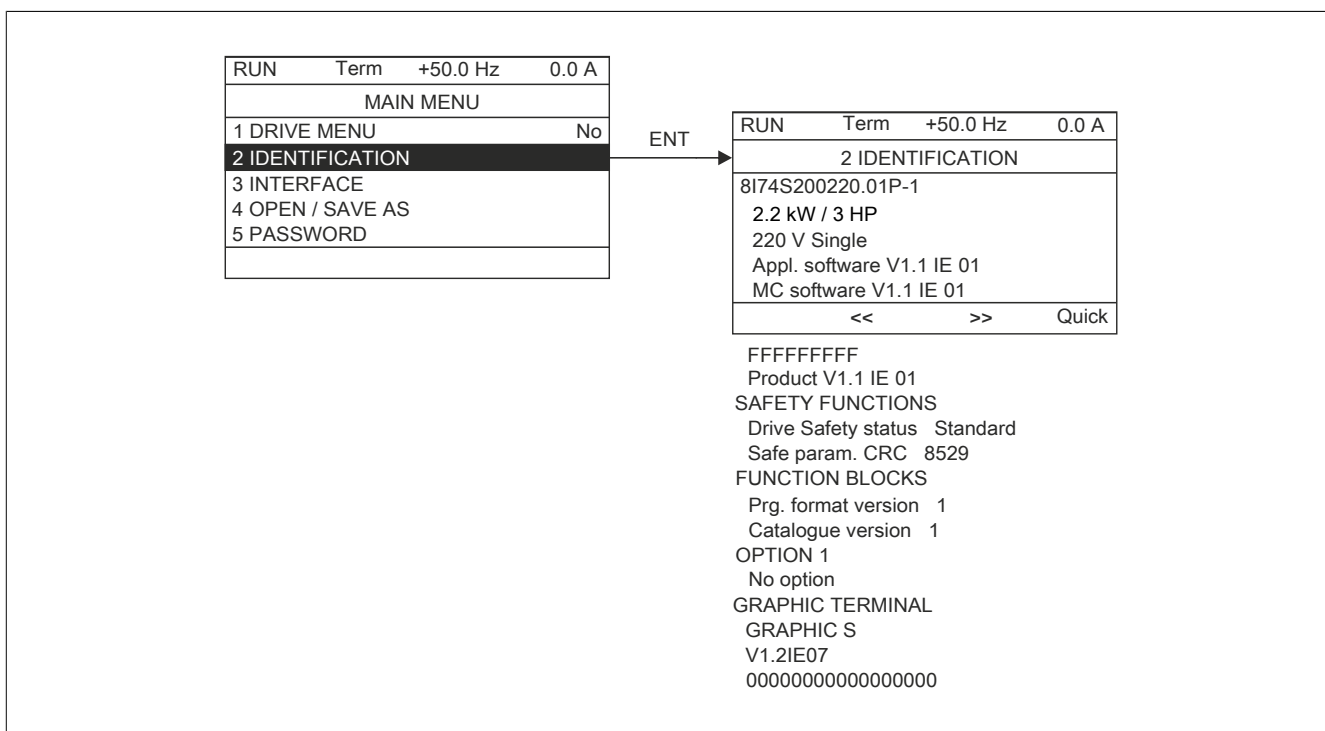 RUN Term +50.0 Hz 0.0 A
MAIN MENU
1 DRIVE MENU No
2 IDENTIFICATION
3 INTERFACE
4 OPEN / SAVE AS
5 PASSWORD
ENT
RUN Term +50.0 Hz 0.0 A
2 IDENTIFICATION
8I74S200220.01P-1
2.2 kW / 3 HP
220 V Single
Appl. software V1.1 IE 01
MC software V1.1 IE 01
<< >> Quick
FFFFFFFFF
Product V1.1 IE 01
SAFETY FUNCTIONS
Drive Safety status Standard
Safe param. CRC 8529
FUNCTION BLOCKS
Prg. format version 1
Catalogue version 1
OPTION 1
No option
GRAPHIC TERMINAL
GRAPHIC S
V1.2IE07
00000000000000000